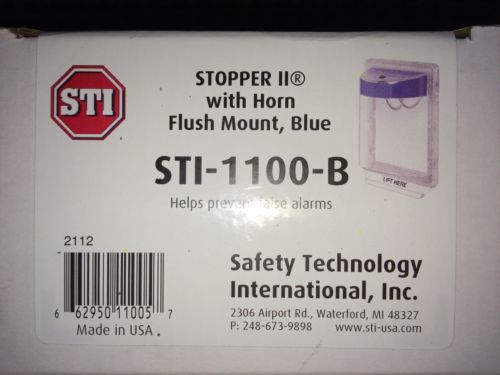 STI
STOPPER II®
with Horn
Flush Mount, Blue
STI-1100-B
Helps prevent false alarms
LIFT HERE
2112
6 62950 11005 7
Made in USA.
Safety Technology
International, Inc.
2306 Airport Rd., Waterford, MI 48327
P: 248-673-9898 www.sti-usa.com